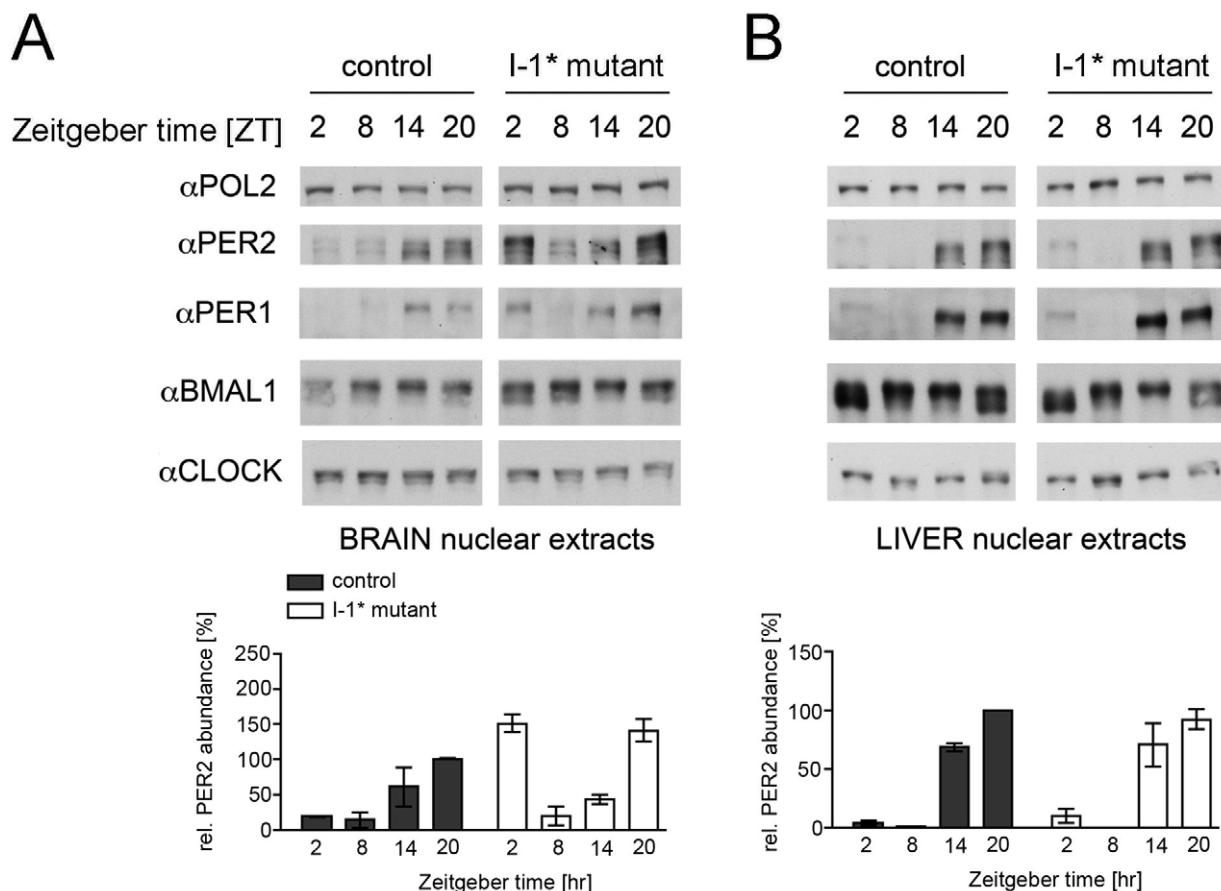 A
B
control I-1* mutant
control I-1* mutant
Zeitgeber time [ZT] 2 8 14 20 2 8 14 20
2 8 14 20 2 8 14 20
αPOL2
αPER2
αPER1
αBMAL1
αCLOCK
BRAIN nuclear extracts
LIVER nuclear extracts
control
I-1* mutant
rel. PER2 abundance [%]
250
200
150
100
50
0
2 8 14 20 2 8 14 20
Zeitgeber time [hr]
rel. PER2 abundance [%]
150
100
50
0
2 8 14 20 2 8 14 20
Zeitgeber time [hr]